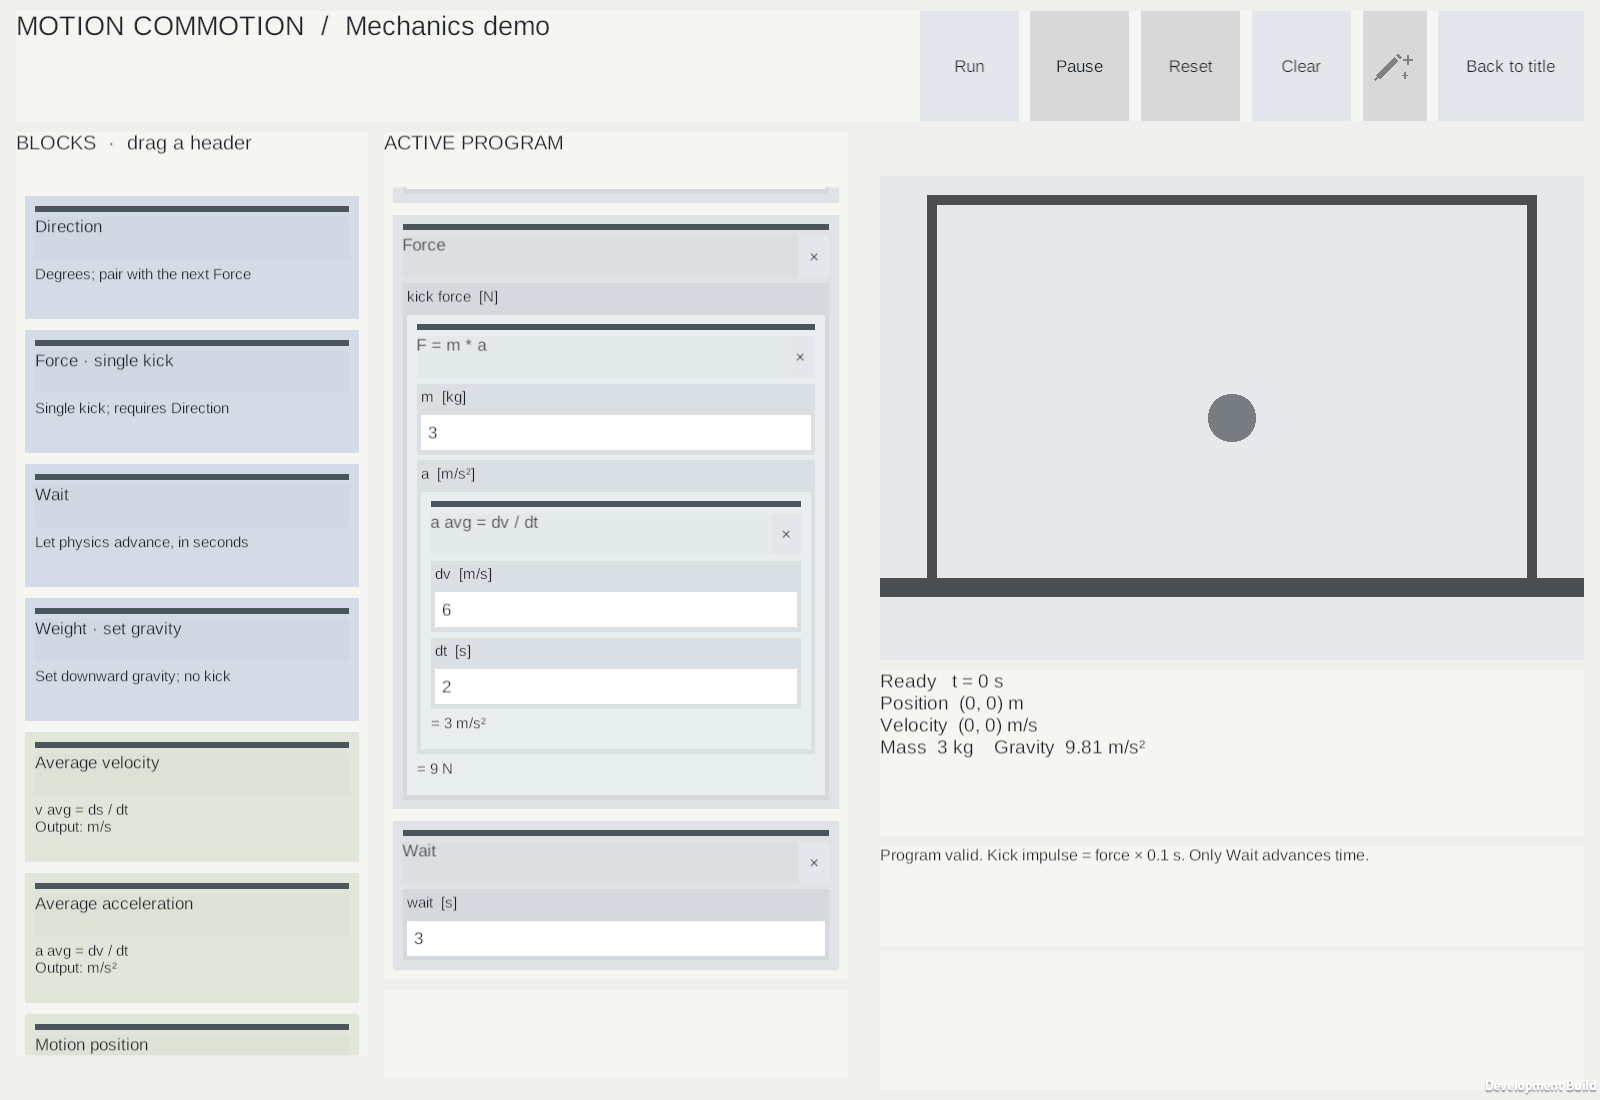 MOTION COMMOTION / Mechanics demo
Run
Pause
Reset
Clear
Back to title
BLOCKS · drag a header
Direction
Degrees; pair with the next Force
Force · single kick
Single kick; requires Direction
Wait
Let physics advance, in seconds
Weight · set gravity
Set downward gravity; no kick
Average velocity
v avg = ds / dt
Output: m/s
Average acceleration
a avg = dv / dt
Output: m/s²
Motion position
ACTIVE PROGRAM
Force ×
kick force [N]
F = m * a ×
m [kg]
3
a [m/s²]
a avg = dv / dt ×
dv [m/s]
6
dt [s]
2
= 3 m/s²
= 9 N
Wait ×
wait [s]
3
Ready t = 0 s
Position (0, 0) m
Velocity (0, 0) m/s
Mass 3 kg Gravity 9.81 m/s²
Program valid. Kick impulse = force × 0.1 s. Only Wait advances time.
Development Build